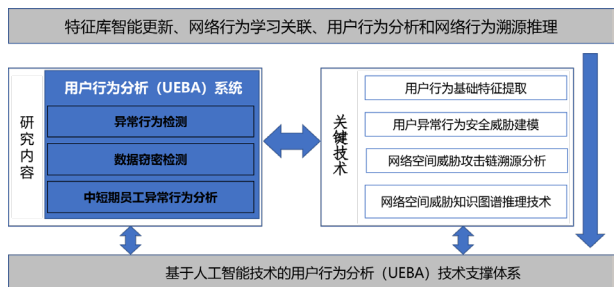 特征库智能更新、网络行为学习关联、用户行为分析和网络行为溯源推理
研究内容
用户行为分析（UEBA）系统
异常行为检测
数据窃密检测
中短期员工异常行为分析
关键技术
用户行为基础特征提取
用户异常行为安全威胁建模
网络空间威胁攻击链溯源分析
网络空间威胁知识图谱推理技术
基于人工智能技术的用户行为分析（UEBA）技术支撑体系